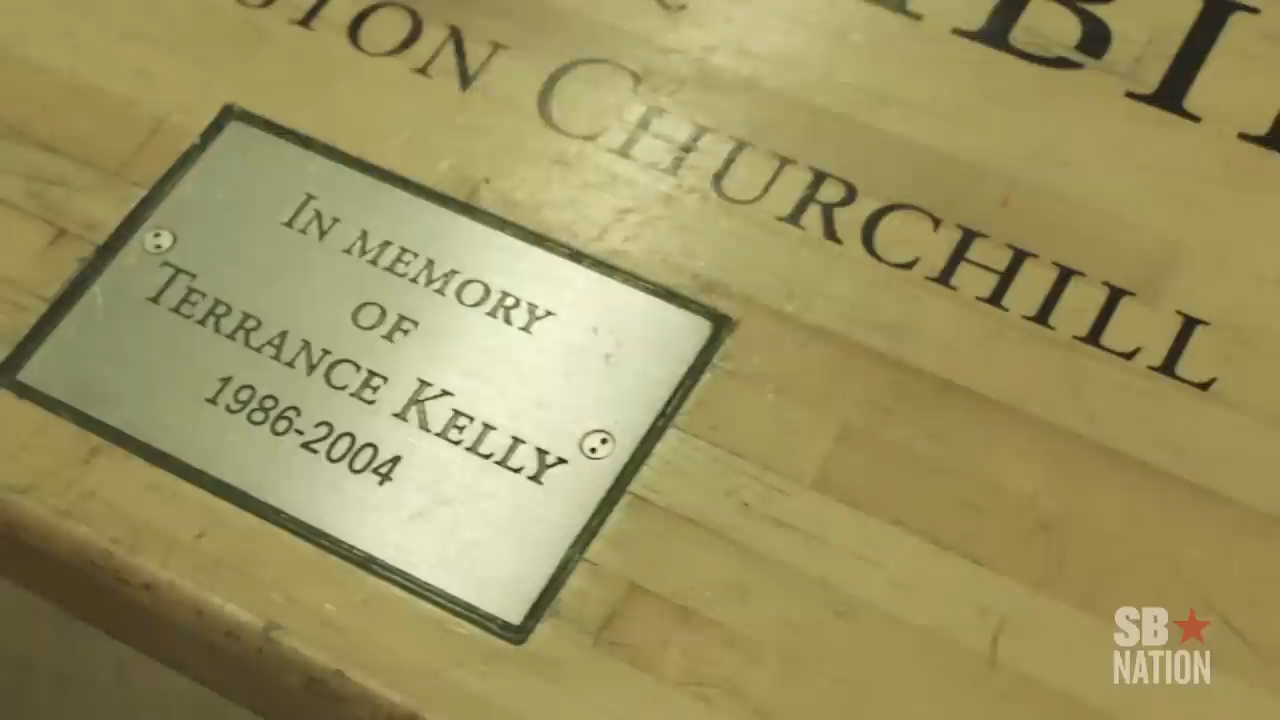 CHURCHILL
IN MEMORY
OF
TERRANCE KELLY
1986-2004
SB
NATION